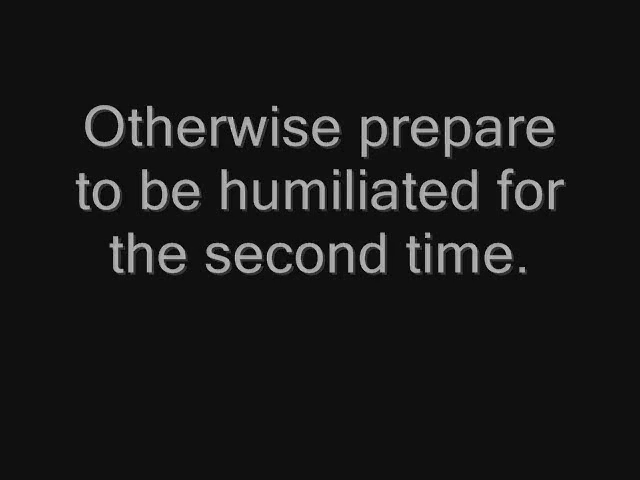 Otherwise prepare
to be humiliated for
the second time.